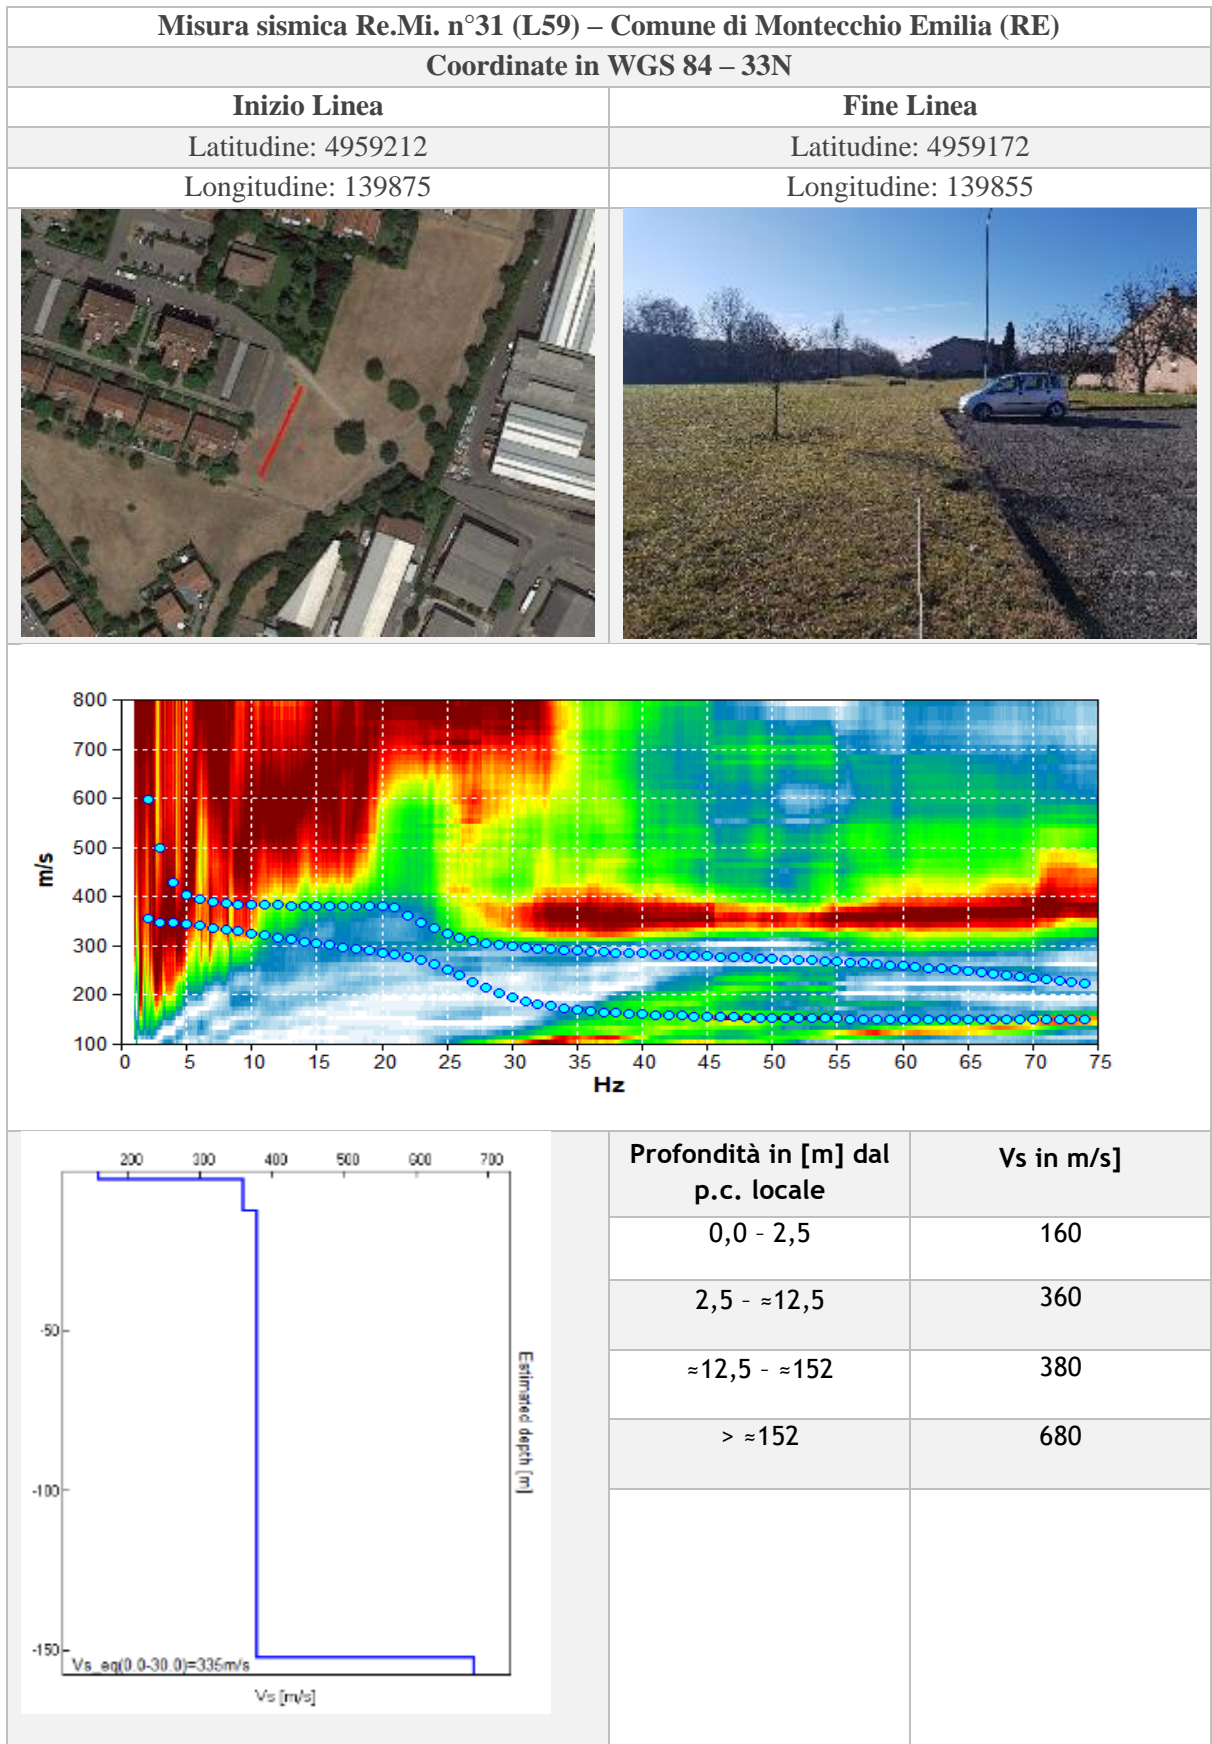 Misura sismica Re.Mi. n°31 (L59) – Comune di Montecchio Emilia (RE)
Coordinate in WGS 84 – 33N
Inizio Linea
Fine Linea
Latitudine: 4959212
Latitudine: 4959172
Longitudine: 139875
Longitudine: 139855
800
700
600
500
400
300
200
100
m/s
0 5 10 15 20 25 30 35 40 45 50 55 60 65 70 75
Hz
200 300 400 500 600 700
-50
-100
-150
Estimated depth [m]
Vs_eq(0.0-30.0)=335m/s
Vs [m/s]
Profondità in [m] dal
p.c. locale
Vs in m/s]
0,0 – 2,5
160
2,5 – ≈12,5
360
≈12,5 – ≈152
380
> ≈152
680